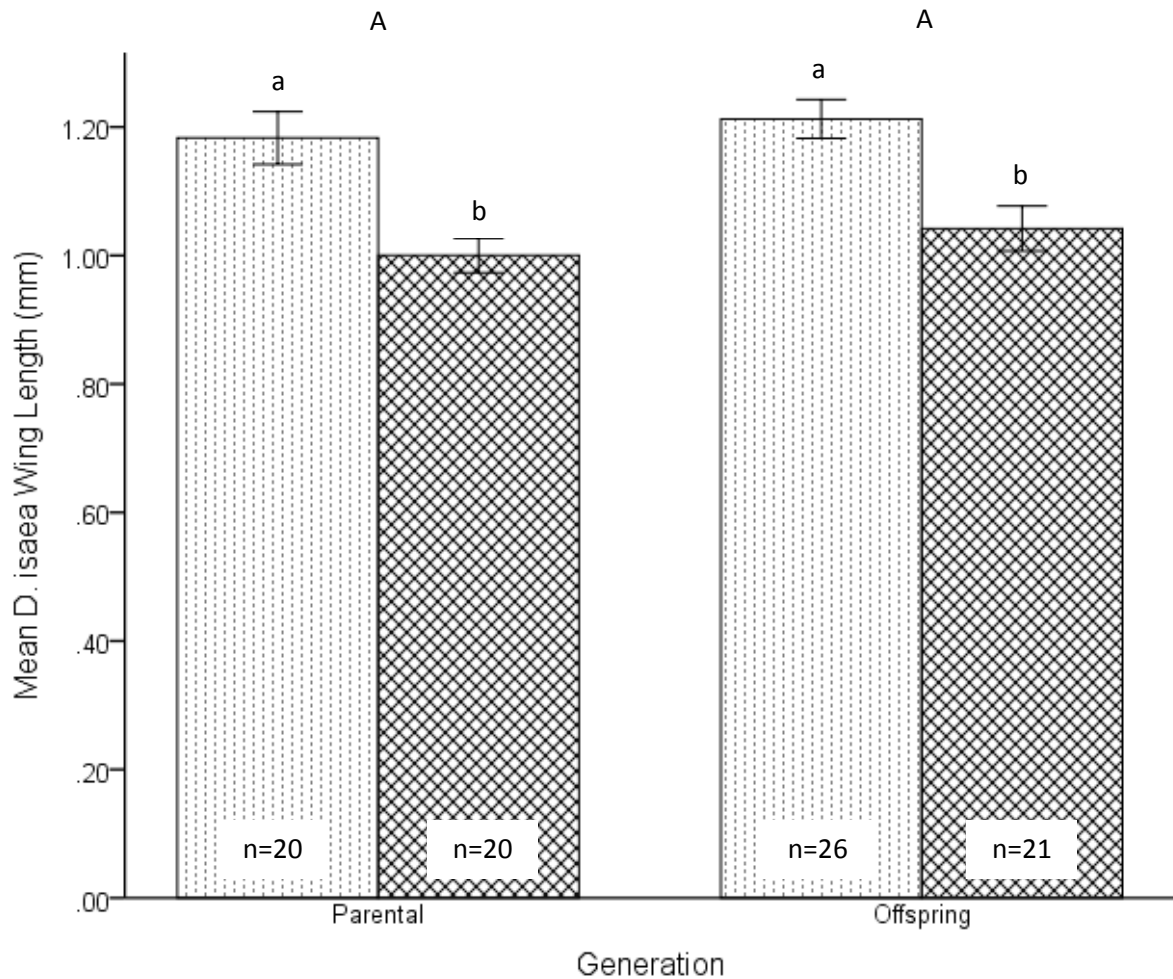 A
A
a
a
b
b
Mean D. isaea Wing Length (mm)
1.20
1.00
.80
.60
.40
.20
.00
n=20
n=20
n=26
n=21
Parental
Offspring
Generation